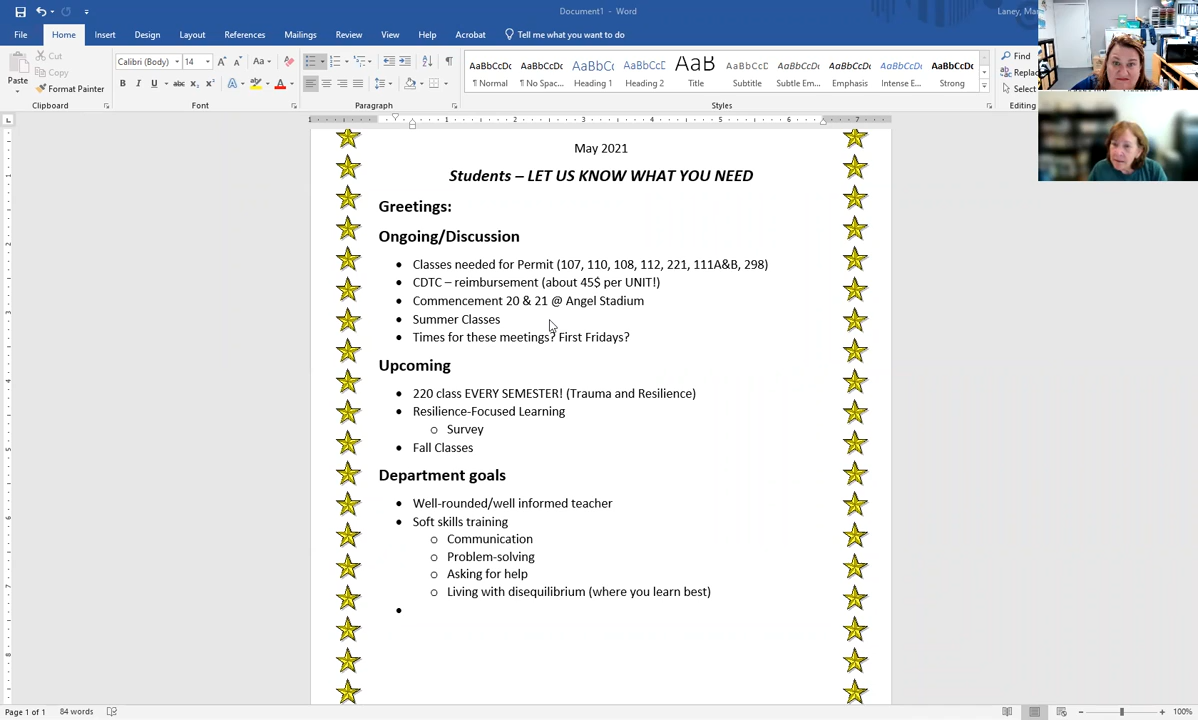 Document1 - Word
Laney, Mar
File Home Insert Design Layout References Mailings Review View Help Acrobat Tell me what you want to do
Paste
Cut
Copy
Format Painter
Clipboard
Calibri (Body) 14
Font
Paragraph
AaBbCcDc AaBbCcDc AaBbCc AaBbCcD AaB AaBbCcD AaBbCcDc AaBbCcDc AaBbCcDc AaBbCcDc
¶ Normal ¶ No Spac... Heading 1 Heading 2 Title Subtitle Subtle Em... Emphasis Intense E... Strong
Styles
Find
Replac
Select
Editing
May 2021
Students – LET US KNOW WHAT YOU NEED
Greetings:
Ongoing/Discussion
• Classes needed for Permit (107, 110, 108, 112, 221, 111A&B, 298)
• CDTC – reimbursement (about 45$ per UNIT!)
• Commencement 20 & 21 @ Angel Stadium
• Summer Classes
• Times for these meetings? First Fridays?
Upcoming
• 220 class EVERY SEMESTER! (Trauma and Resilience)
• Resilience-Focused Learning
o Survey
• Fall Classes
Department goals
• Well-rounded/well informed teacher
• Soft skills training
o Communication
o Problem-solving
o Asking for help
o Living with disequilibrium (where you learn best)
•
Page 1 of 1 84 words
100%